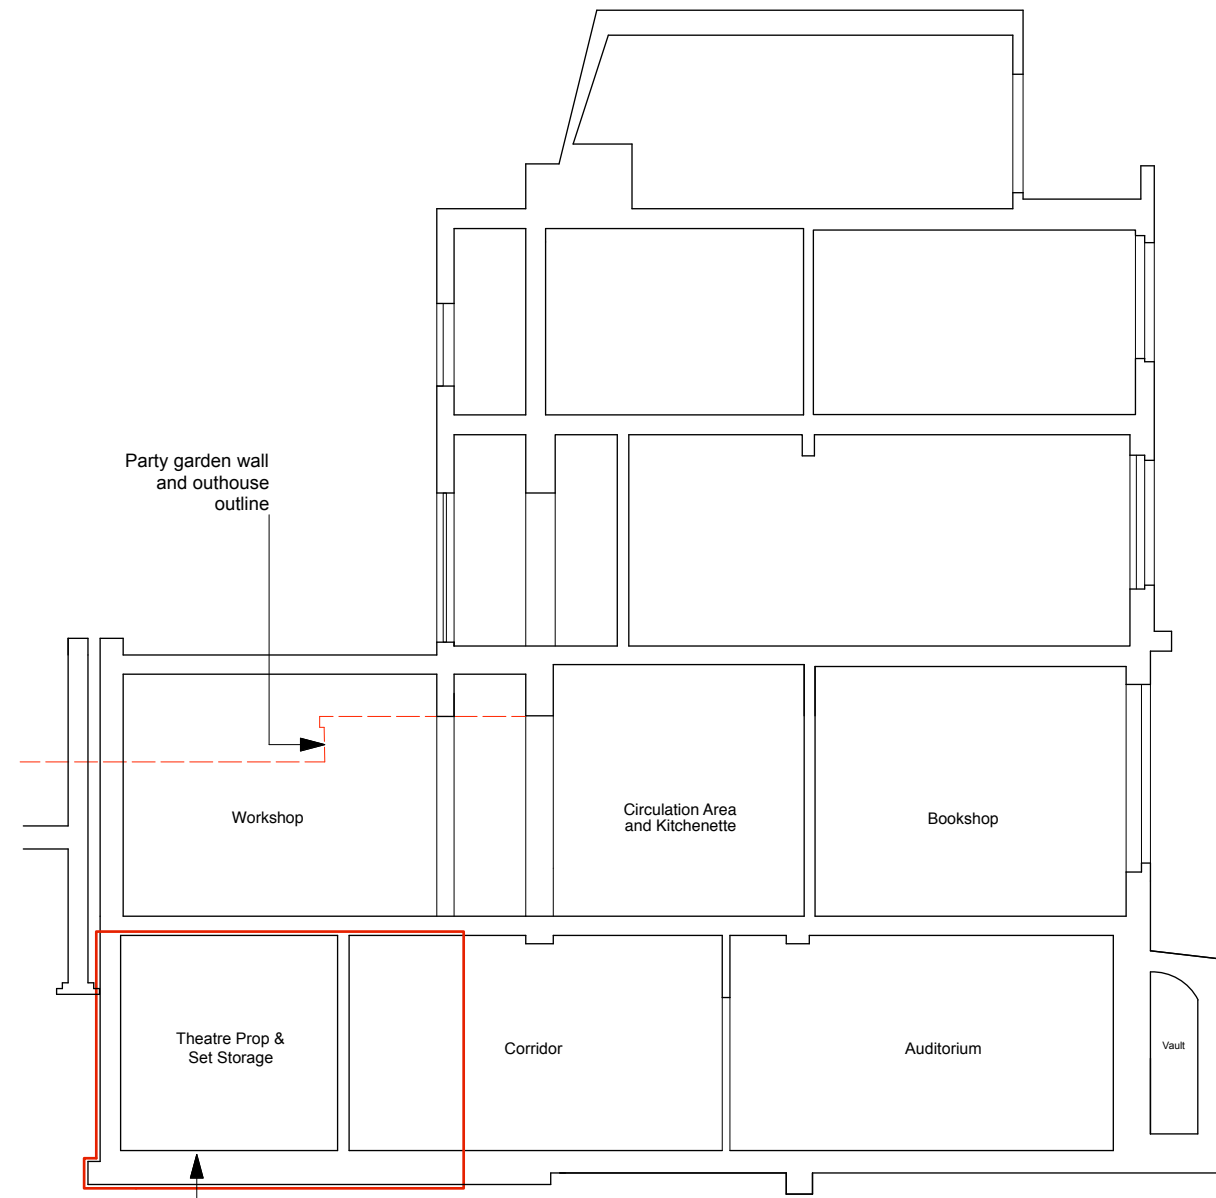 Party garden wall
and outhouse
outline
Workshop
Circulation Area
and Kitchenette
Bookshop
Theatre Prop &
Set Storage
Corridor
Auditorium
Vault